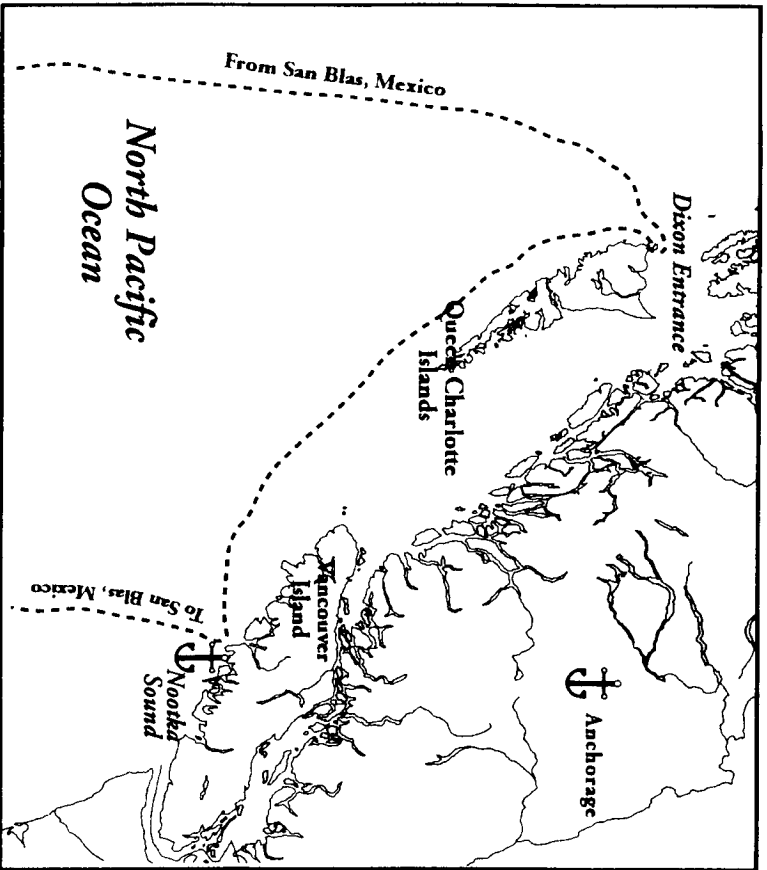 From San Blas, Mexico
North Pacific
Ocean
Dixon Entrance
Queen Charlotte
Islands
Vancouver
Island
To San Blas, Mexico
Nootka
Sound
Anchorage